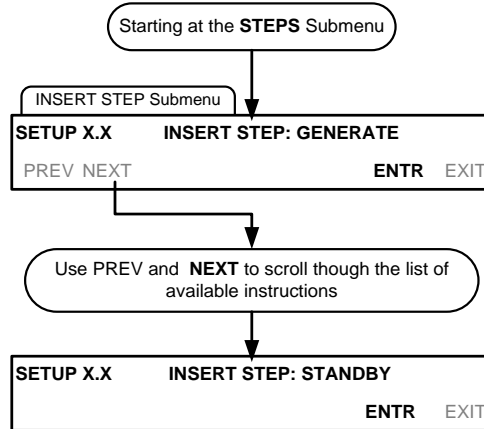 Starting at the STEPS Submenu
INSERT STEP Submenu
SETUP X.X INSERT STEP: GENERATE
PREV NEXT ENTR EXIT
Use PREV and NEXT to scroll though the list of
available instructions
SETUP X.X INSERT STEP: STANDBY
ENTR EXIT